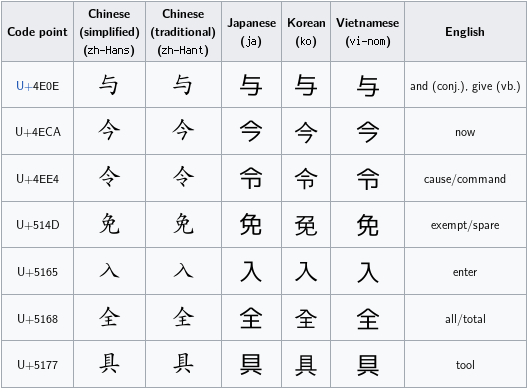 Code point	Chinese (simplified) (zh-Hans)	Chinese (traditional) (zh-Hant)	Japanese (ja)	Korean (ko)	Vietnamese (vi-nom)	English
U+4E0E	与	与	与	与	与	and (conj.), give (vb.)
U+4ECA	今	今	今	今	今	now
U+4EE4	令	令	令	令	令	cause/command
U+514D	免	免	免	免	免	exempt/spare
U+5165	入	入	入	入	入	enter
U+5168	全	全	全	全	全	all/total
U+5177	具	具	具	具	具	tool